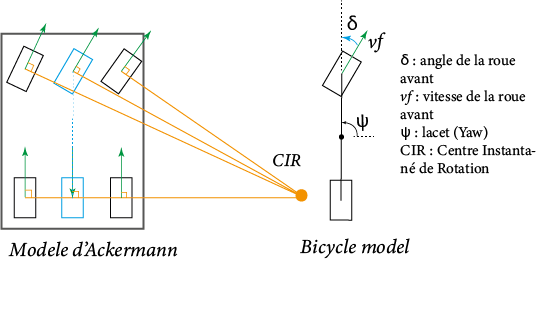 δ
vf
δ : angle de la roue
avant
vf : vitesse de la roue
avant
ψ : lacet (Yaw)
CIR : Centre Instanta-
né de Rotation
ψ
CIR
Modele d'Ackermann
Bicycle model